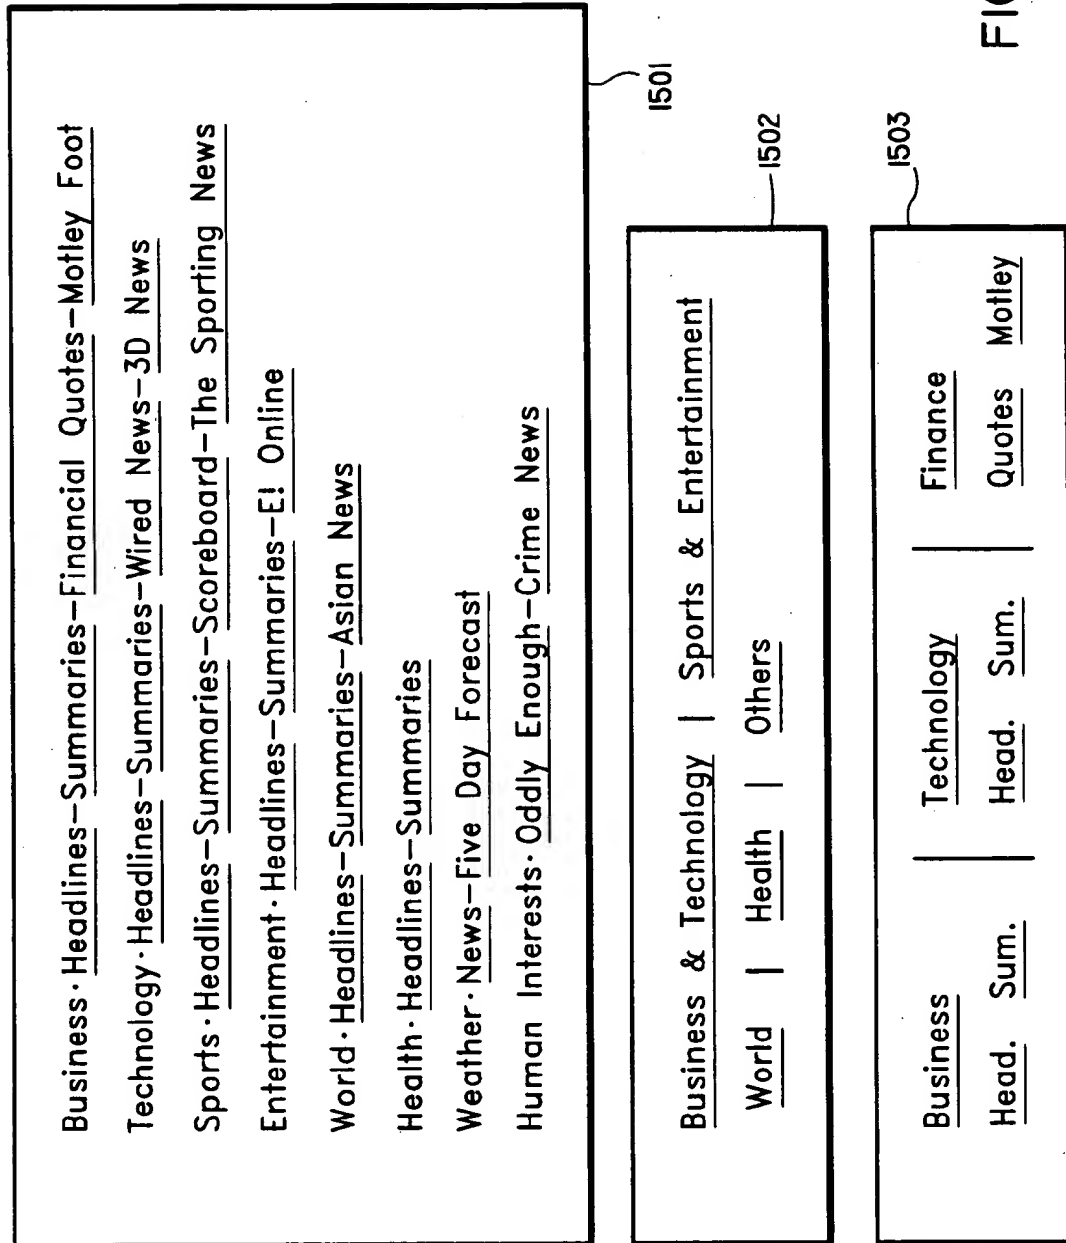 Business · Headlines–Summaries–Financial Quotes–Motley Foot
Technology · Headlines–Summaries–Wired News–3D News
Sports · Headlines–Summaries–Scoreboard–The Sporting News
Entertainment · Headlines–Summaries–E! Online
World · Headlines–Summaries–Asian News
Health · Headlines–Summaries
Weather · News–Five Day Forecast
Human Interests · Oddly Enough–Crime News
1501
Business & Technology | Sports & Entertainment
World | Health | Others
1502
Business | Technology | Finance
Head. Sum. Head. Sum. Quotes Motley
1503